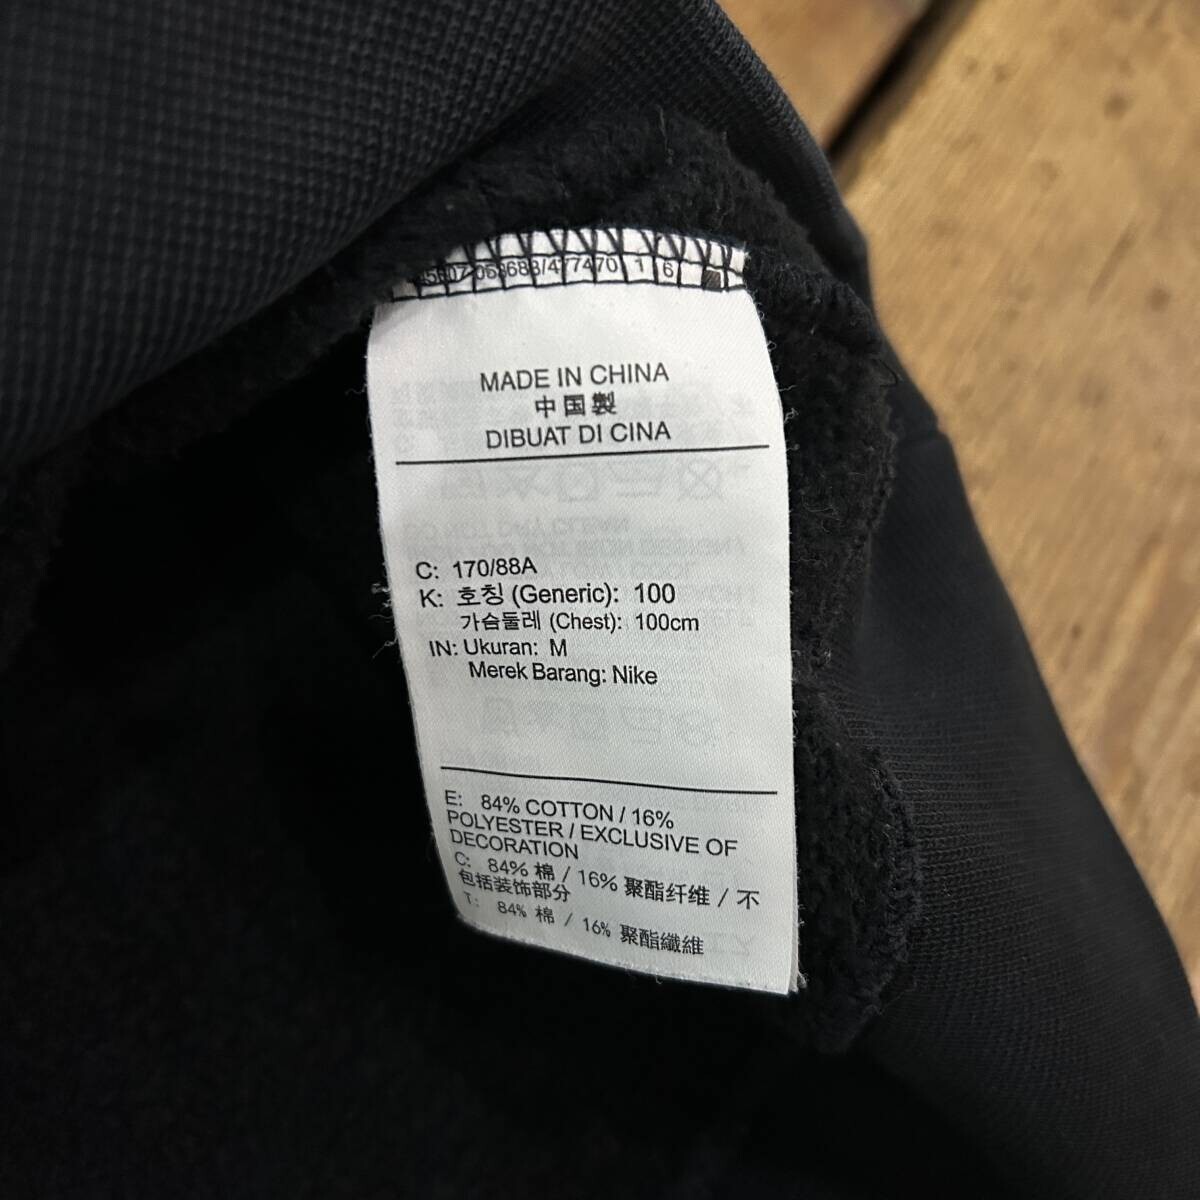 MADE IN CHINA
中国製
DIBUAT DI CINA
C: 170/88A
K: 호칭 (Generic): 100
가슴둘레 (Chest): 100cm
IN: Ukuran: M
Merek Barang: Nike
E: 84% COTTON / 16%
POLYESTER / EXCLUSIVE OF
DECORATION
C: 84% 棉 / 16% 聚酯纤维 / 不
包括装饰部分
T: 84% 棉 / 16% 聚酯纖維